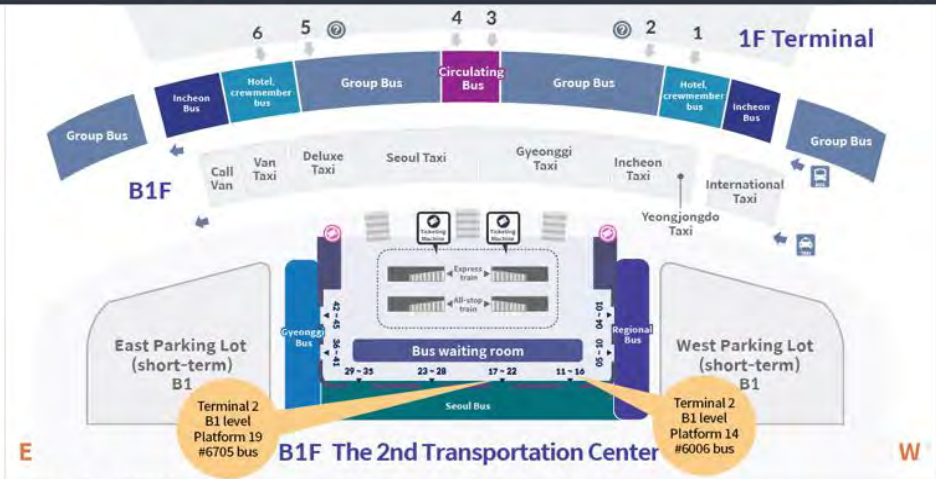 6
5
?
4
3
?
2
1
1F Terminal
Group Bus
Incheon
Bus
Hotel,
crewmember
bus
Group Bus
Circulating
Bus
Group Bus
Hotel,
crewmember
bus
Incheon
Bus
Group Bus
B1F
Call
Van
Van
Taxi
Deluxe
Taxi
Seoul Taxi
Gyeonggi
Taxi
Incheon
Taxi
Yeongjongdo
Taxi
International
Taxi
Ticketing
Machine
Ticketing
Machine
Express
train
All-stop
train
42 ~ 45
36 ~ 41
Gyeonggi
Bus
Regional
Bus
Bus waiting room
29 ~ 35
23 ~ 28
17 ~ 22
11 ~ 16
Seoul Bus
East Parking Lot
(short-term)
B1
West Parking Lot
(short-term)
B1
Terminal 2
B1 level
Platform 19
#6705 bus
Terminal 2
B1 level
Platform 14
#6006 bus
E
B1F The 2nd Transportation Center
W